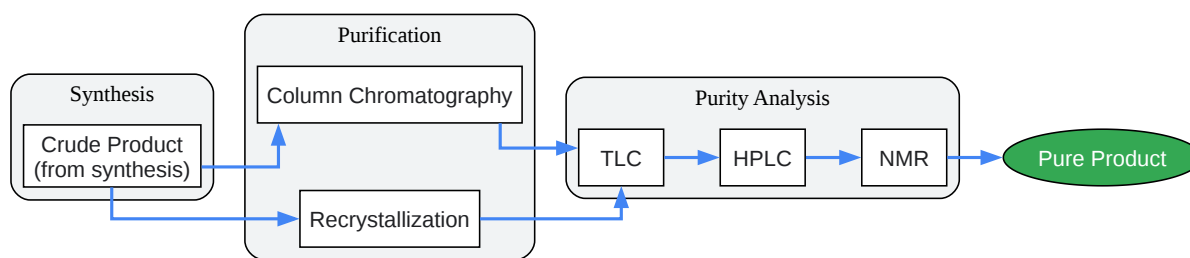 Synthesis
Crude Product
(from synthesis)
Purification
Column Chromatography
Recrystallization
Purity Analysis
TLC
HPLC
NMR
Pure Product